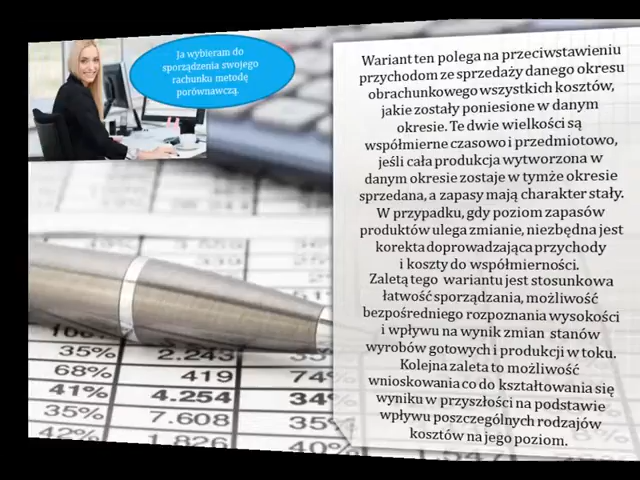 Ja wybieram do
sporządzenia swojego
rachunku metodę
porównawczą.
Wariant ten polega na przeciwstawieniu
przychodom ze sprzedaży danego okresu
obrachunkowego wszystkich kosztów,
jakie zostały poniesione w danym
okresie. Te dwie wielkości są
współmierne czasowo i przedmiotowo,
jeśli cała produkcja wytworzona w
danym okresie zostaje w tymże okresie
sprzedana, a zapasy mają charakter stały.
W przypadku, gdy poziom zapasów
produktów ulega zmianie, niezbędna jest
korekta doprowadzająca przychody
i koszty do współmierności.
Zaletą tego wariantu jest stosunkowa
łatwość sporządzania, możliwość
bezpośredniego rozpoznania wysokości
i wpływu na wynik zmian stanów
wyrobów gotowych i produkcji w toku.
Kolejna zaleta to możliwość
wnioskowania co do kształtowania się
wyniku w przyszłości na podstawie
wpływu poszczególnych rodzajów
kosztów na jego poziom.
100%
35% 2.243 35%
68% 419 74%
41% 4.254 34%
35% 7.608 35%
42% 1.826 40%